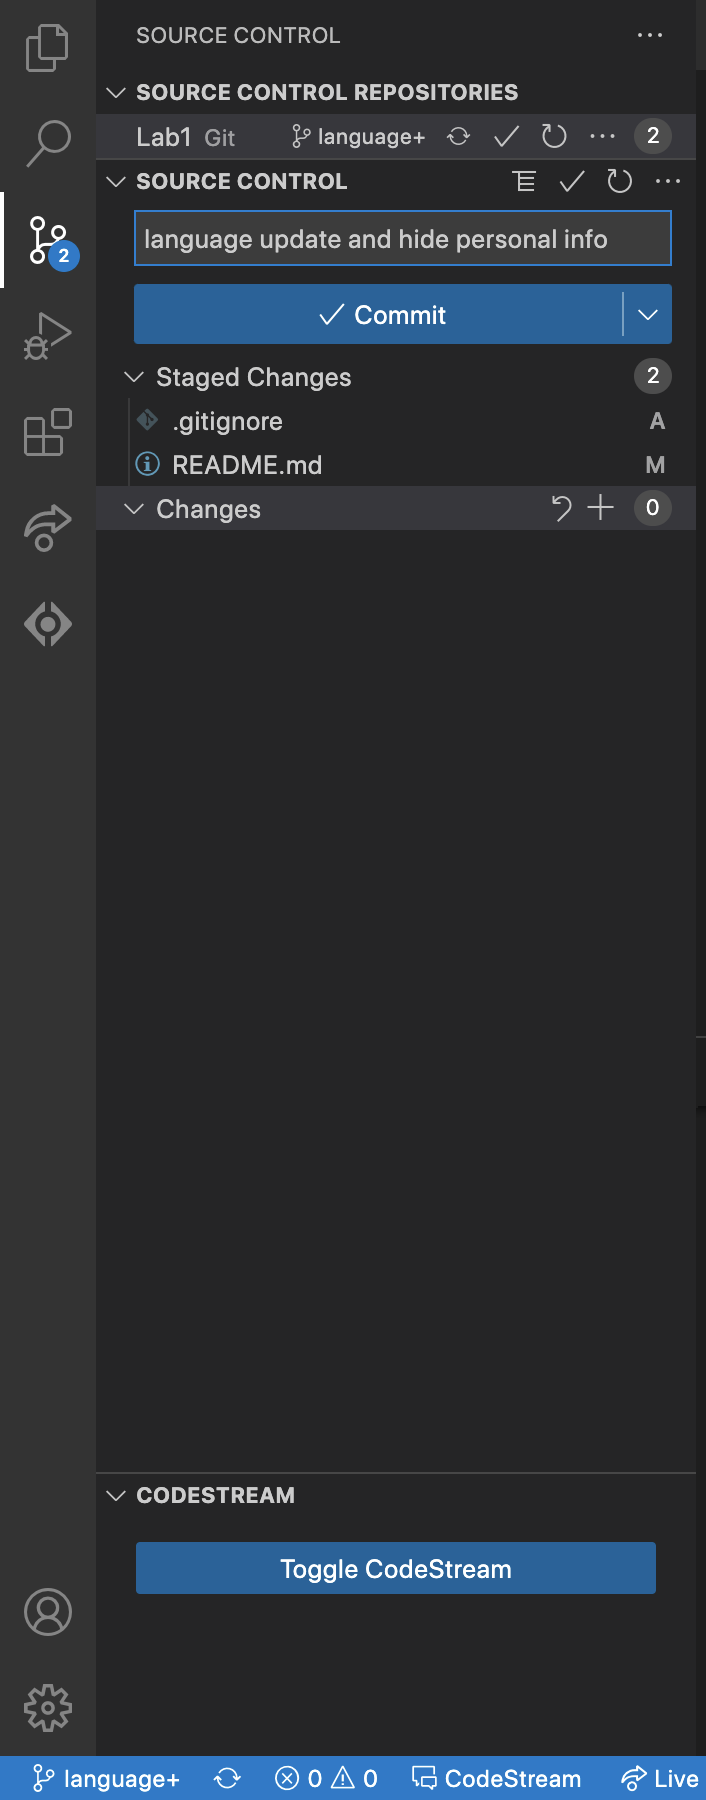 SOURCE CONTROL
SOURCE CONTROL REPOSITORIES
Lab1 Git language+ 2
SOURCE CONTROL
language update and hide personal info
2
Commit
Staged Changes 2
.gitignore A
README.md M
Changes 0
CODESTREAM
Toggle CodeStream
language+ 0 0 CodeStream Live